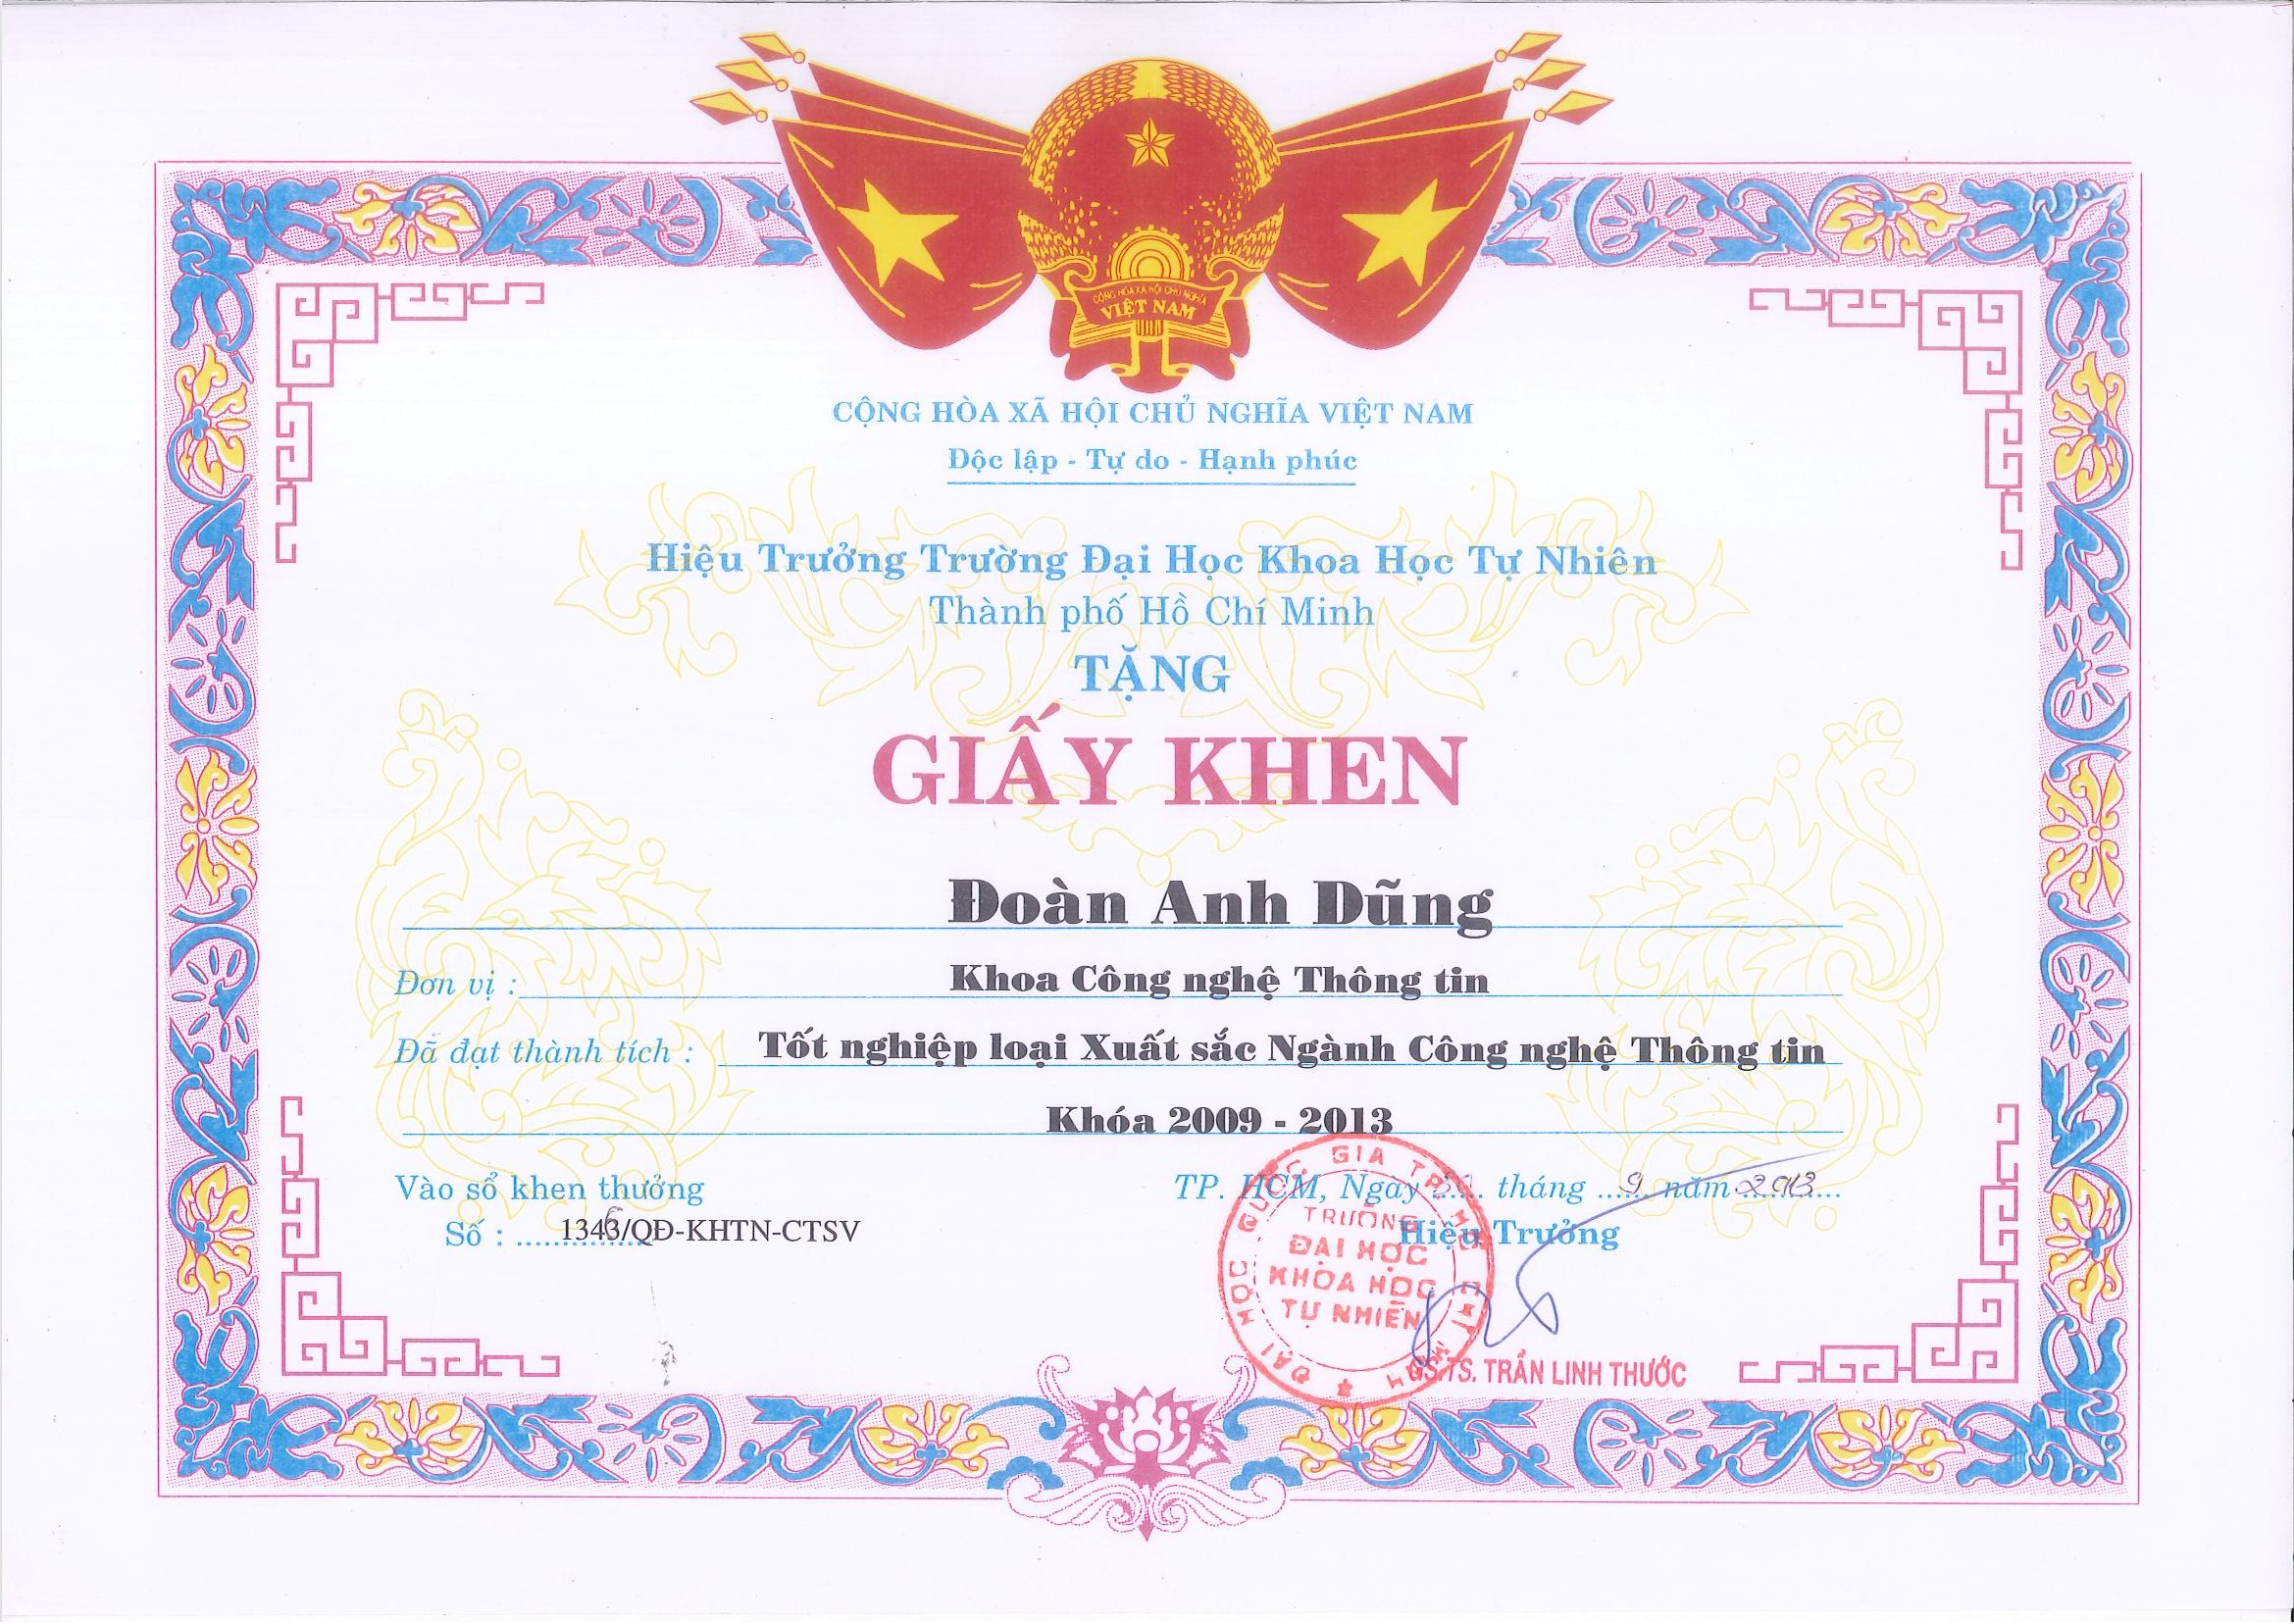 CỘNG HÒA XÃ HỘI CHỦ NGHĨA
VIỆT NAM
CỘNG HÒA XÃ HỘI CHỦ NGHĨA VIỆT NAM
Độc lập - Tự do - Hạnh phúc
Hiệu Trưởng Trường Đại Học Khoa Học Tự Nhiên
Thành phố Hồ Chí Minh
TẶNG
GIẤY KHEN
Đoàn Anh Dũng
Đơn vị : Khoa Công nghệ Thông tin
Đã đạt thành tích : Tốt nghiệp loại Xuất sắc Ngành Công nghệ Thông tin
Khóa 2009 - 2013
Vào sổ khen thưởng
Số : 1346/QĐ-KHTN-CTSV
TP. HCM, Ngày tháng 9 năm 2013
Hiệu Trưởng
ĐẠI HỌC QUỐC GIA TP. HỒ CHÍ MINH
TRƯỜNG
ĐẠI HỌC
KHOA HỌC
TỰ NHIÊN
GS.TS. TRẦN LINH THƯỚC